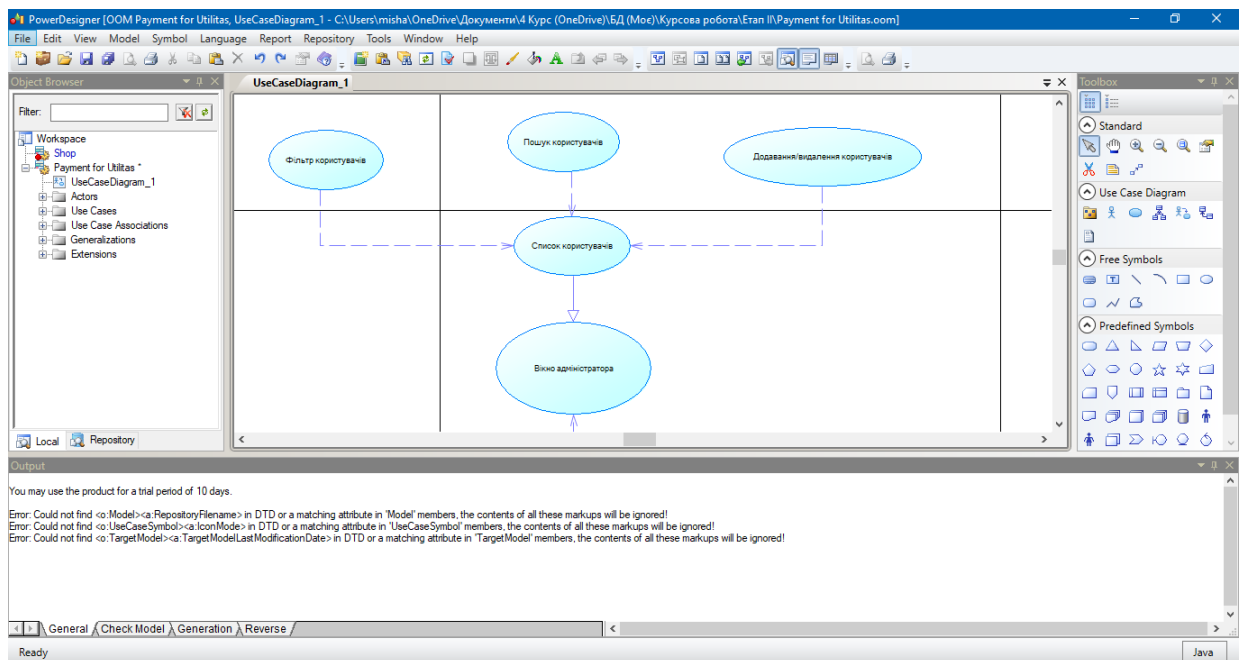 PowerDesigner [OOM Payment for Utilitas, UseCaseDiagram_1 - C:\Users\misha\OneDrive\Документи\4 Курс (OneDrive)\БД (Моє)\Курсова робота\Етап II\Payment for Utilitas.oom]
File Edit View Model Symbol Language Report Repository Tools Window Help
Object Browser
UseCaseDiagram_1
Toolbox
Filter:
Workspace
Shop
Payment for Utilitas *
UseCaseDiagram_1
Actors
Use Cases
Use Case Associations
Generalizations
Extensions
Local Repository
Фільтр користувачів
Пошук користувачів
Додавання/видалення користувачів
Список користувачів
Вікно адміністратора
Standard
Use Case Diagram
Free Symbols
Predefined Symbols
Output
You may use the product for a trial period of 10 days.
Error: Could not find <o:Model><a:RepositoryFilename> in DTD or a matching attribute in 'Model' members, the contents of all these markups will be ignored!
Error: Could not find <o:UseCaseSymbol><a:IconMode> in DTD or a matching attribute in 'UseCaseSymbol' members, the contents of all these markups will be ignored!
Error: Could not find <o:TargetModel><a:TargetModelLastModificationDate> in DTD or a matching attribute in 'TargetModel' members, the contents of all these markups will be ignored!
General Check Model Generation Reverse
Ready
Java